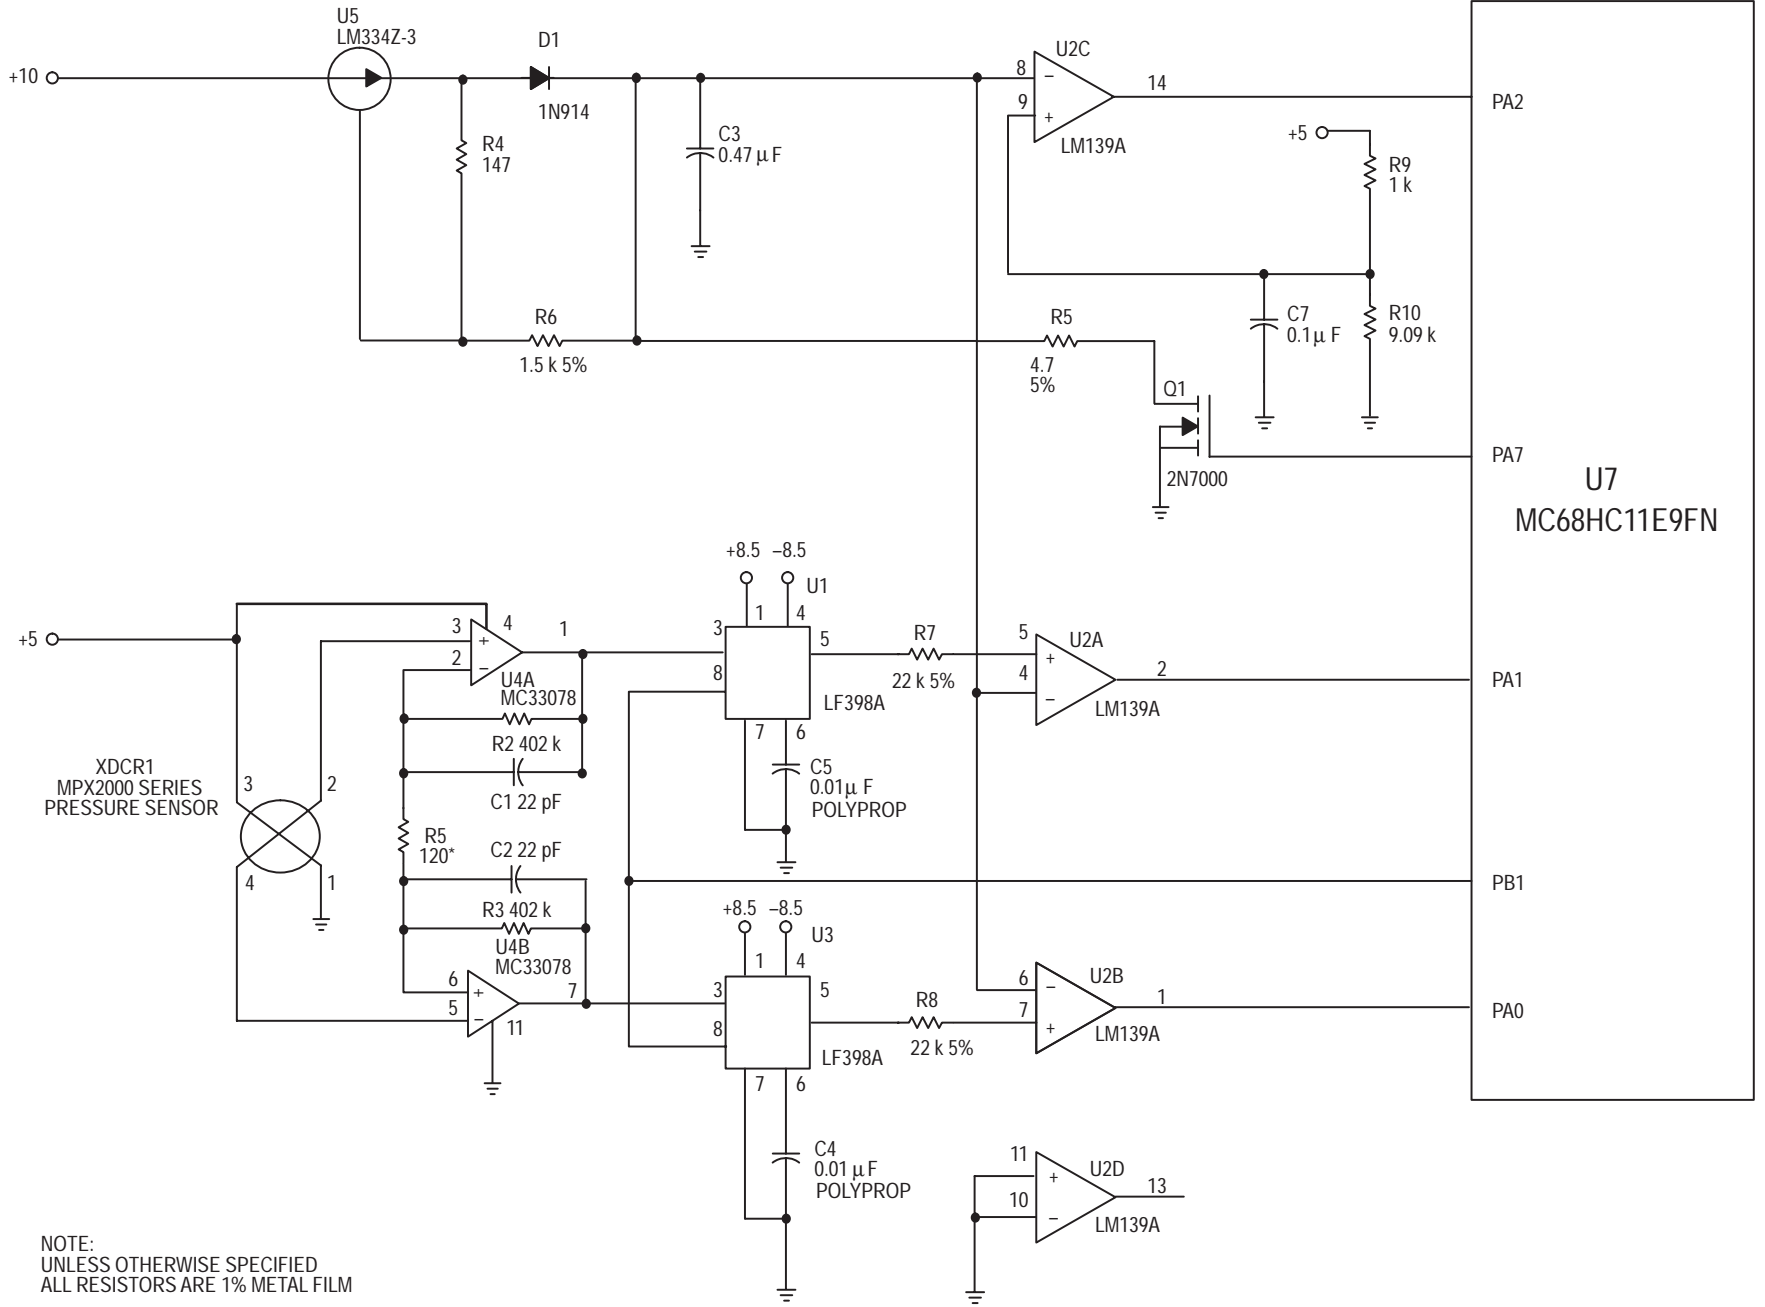 U5
LM334Z-3
+10
D1
1N914
R4
147
C3
0.47 µ F
R6
1.5 k 5%
R5
4.7
5%
8
9
−
+
U2C
14
LM139A
PA2
+5
R9
1 k
C7
0.1 µ F
R10
9.09 k
Q1
2N7000
PA7
U7
MC68HC11E9FN
+5
3
2
+
−
4
1
U4A
MC33078
R2 402 k
C1 22 pF
XDCR1
MPX2000 SERIES
PRESSURE SENSOR
3
2
4
1
R5
120*
C2 22 pF
R3 402 k
U4B
MC33078
6
5
+
−
7
11
+8.5
−8.5
U1
1
4
3
8
5
7
6
LF398A
C5
0.01µ F
POLYPROP
R7
22 k 5%
5
4
+
−
U2A
2
LM139A
PA1
PB1
+8.5
−8.5
U3
1
4
3
8
5
7
6
LF398A
C4
0.01 µ F
POLYPROP
R8
22 k 5%
6
7
−
+
U2B
1
LM139A
PA0
11
10
+
−
U2D
13
LM139A
NOTE:
UNLESS OTHERWISE SPECIFIED
ALL RESISTORS ARE 1% METAL FILM